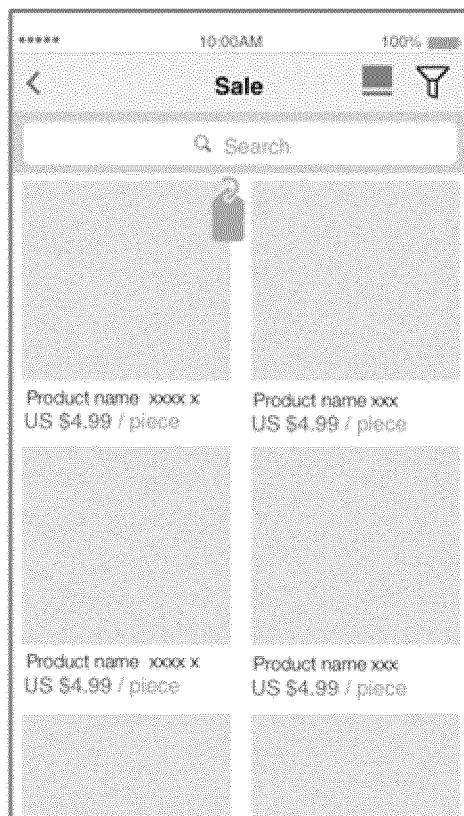 ***** 10:00AM 100%
Sale
Search
Product name xxxx x Product name xxx
US $4.99 / piece US $4.99 / piece
Product name xxxx x Product name xxx
US $4.99 / piece US $4.99 / piece